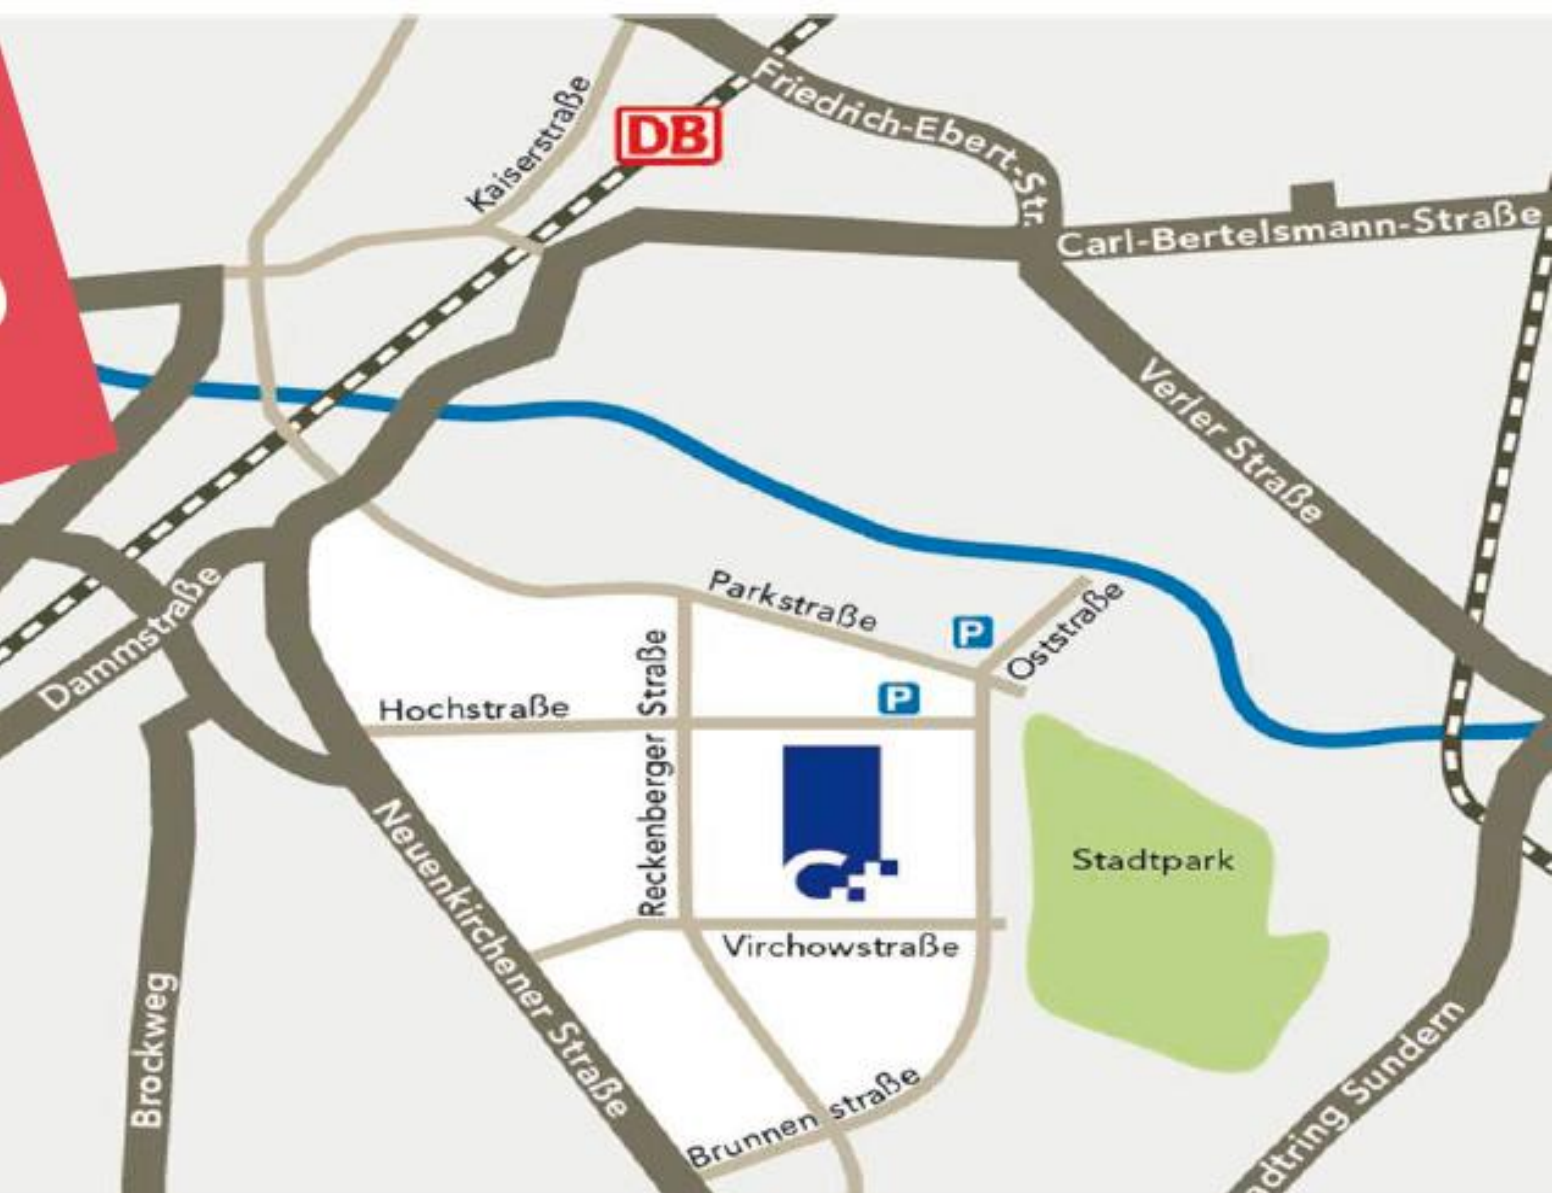 Friedrich-Ebert-Str.
Kaiserstraße
DB
Carl-Bertelsmann-Straße
Verler Straße
Parkstraße
P
Oststraße
Dammstraße
P
Hochstraße
Reckenberger Straße
G+
Stadtpark
Neuenkirchener Straße
Virchowstraße
Brockweg
Brunnenstraße
adtring Sundern